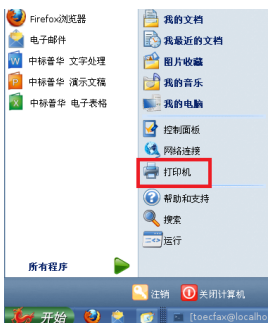 Firefox浏览器
电子邮件
中标普华 文字处理
中标普华 演示文稿
中标普华 电子表格
所有程序
我的文档
我最近的文档
图片收藏
我的音乐
我的电脑
控制面板
网络连接
打印机
帮助和支持
搜索
运行
注销
关闭计算机
开始
[toecfax@localho